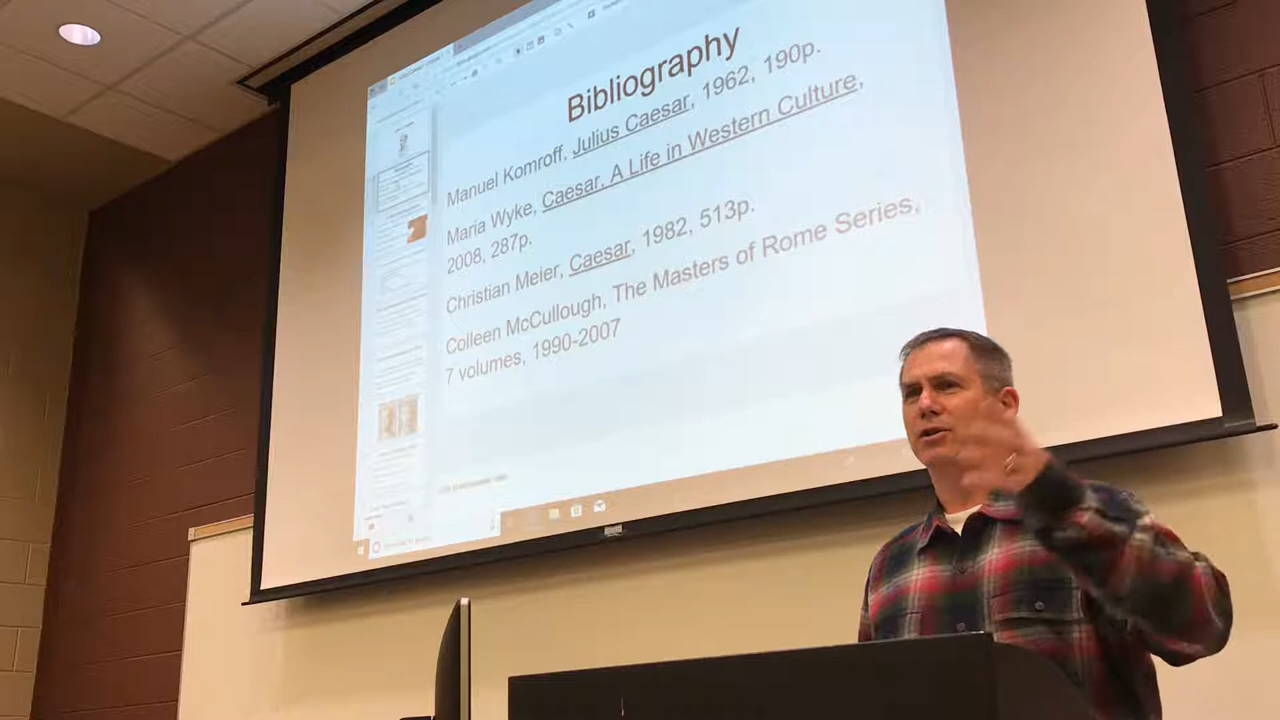 Bibliography
Manuel Komroff, Julius Caesar, 1962, 190p.
Maria Wyke, Caesar, A Life in Western Culture,
2008, 287p.
Christian Meier, Caesar, 1982, 513p.
Colleen McCullough, The Masters of Rome Series,
7 volumes, 1990-2007